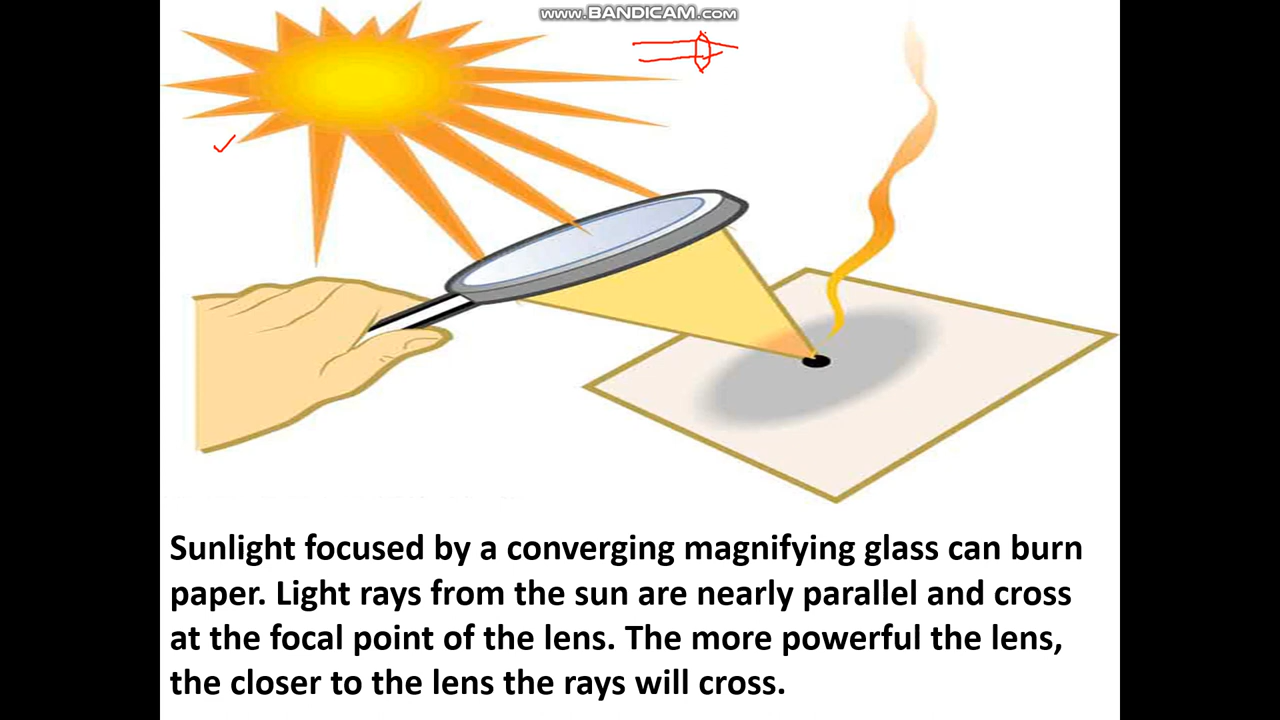 www.BANDICAM.com
Sunlight focused by a converging magnifying glass can burn
paper. Light rays from the sun are nearly parallel and cross
at the focal point of the lens. The more powerful the lens,
the closer to the lens the rays will cross.